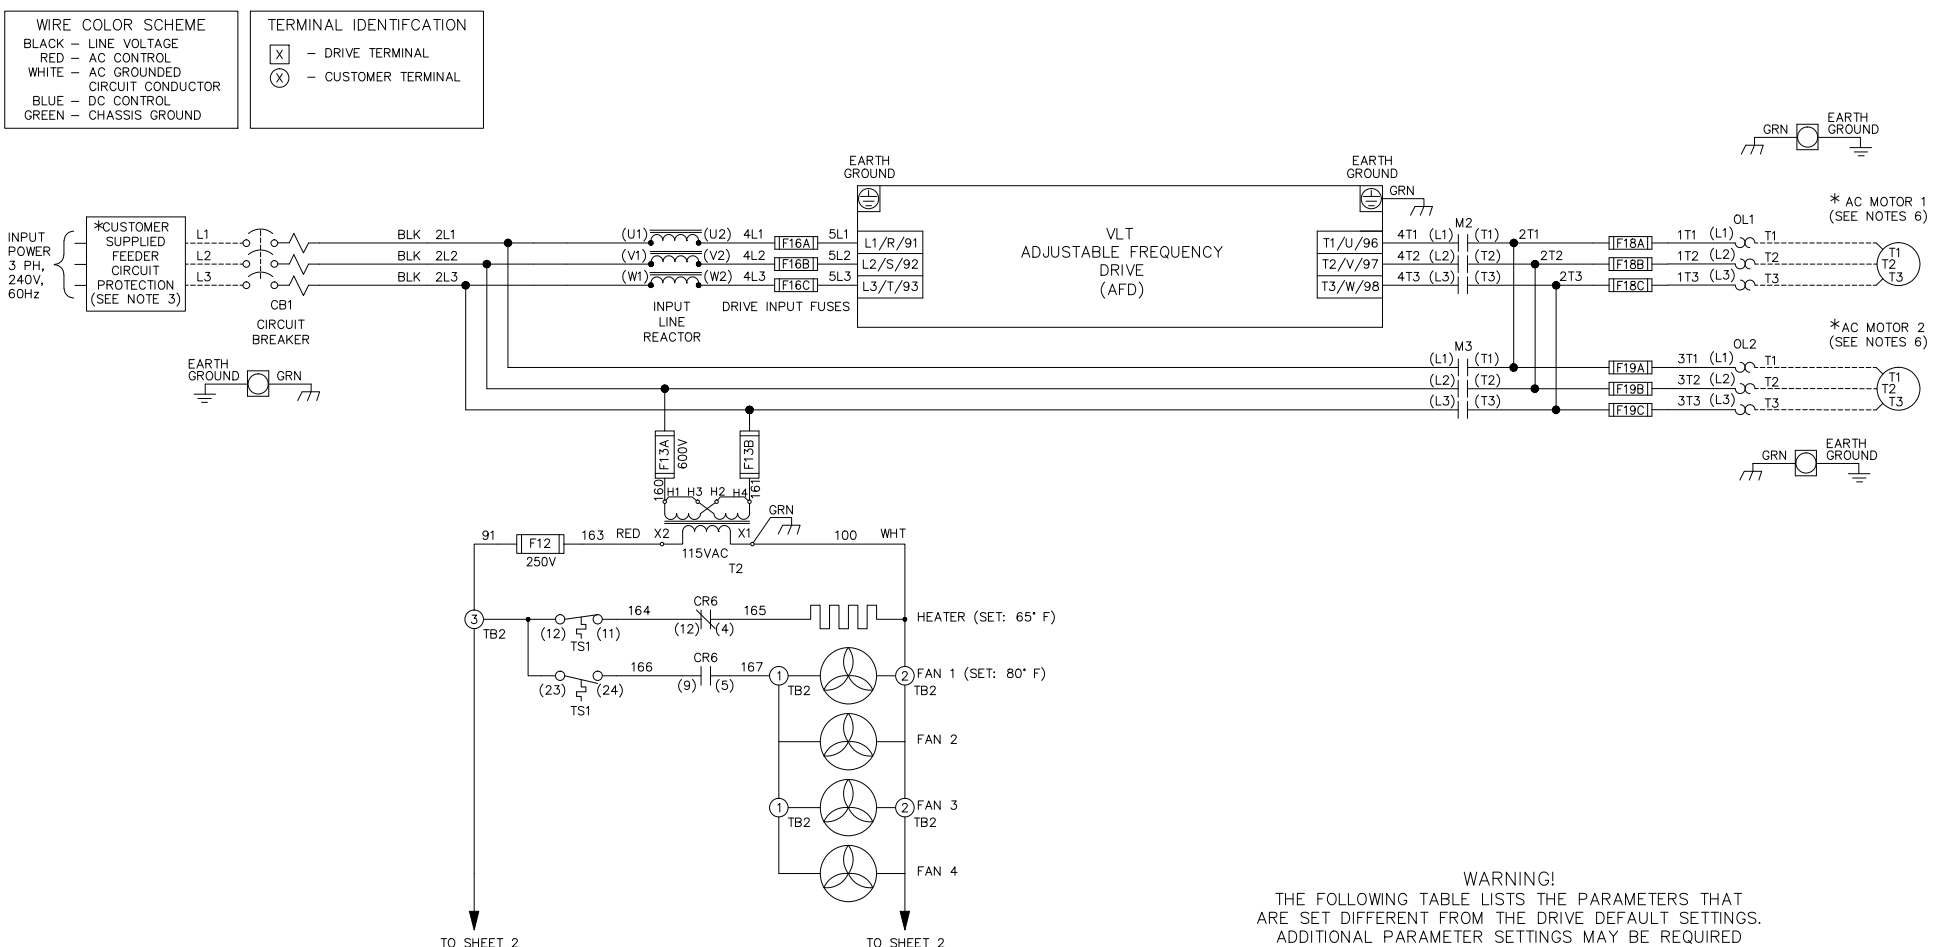 WIRE COLOR SCHEME
BLACK – LINE VOLTAGE
RED – AC CONTROL
WHITE – AC GROUNDED
CIRCUIT CONDUCTOR
BLUE – DC CONTROL
GREEN – CHASSIS GROUND
TERMINAL IDENTIFCATION
X – DRIVE TERMINAL
X – CUSTOMER TERMINAL
GRN
EARTH
GROUND
INPUT
POWER
3 PH,
240V,
60Hz
*CUSTOMER
SUPPLIED
FEEDER
CIRCUIT
PROTECTION
(SEE NOTE 3)
L1
L2
L3
CB1
CIRCUIT
BREAKER
BLK 2L1
BLK 2L2
BLK 2L3
(U1) (U2) 4L1 F16A 5L1
(V1) (V2) 4L2 F16B 5L2
(W1) (W2) 4L3 F16C 5L3
INPUT
LINE
REACTOR
DRIVE INPUT FUSES
EARTH
GROUND
L1/R/91
L2/S/92
L3/T/93
VLT
ADJUSTABLE FREQUENCY
DRIVE
(AFD)
EARTH
GROUND
GRN
T1/U/96
T2/V/97
T3/W/98
M2
4T1 (L1) (T1) 2T1 F18A 1T1 (L1) T1
4T2 (L2) (T2) 2T2 F18B 1T2 (L2) T2
4T3 (L3) (T3) 2T3 F18C 1T3 (L3) T3
OL1
* AC MOTOR 1
(SEE NOTES 6)
T1
T2
T3
EARTH
GROUND
GRN
M3
(L1) (T1) F19A 3T1 (L1) T1
(L2) (T2) F19B 3T2 (L2) T2
(L3) (T3) F19C 3T3 (L3) T3
OL2
*AC MOTOR 2
(SEE NOTES 6)
T1
T2
T3
GRN
EARTH
GROUND
F13A
600V
F13B
160
H1 H3 H2 H4
161
GRN
91 F12 163 RED X2 X1 100 WHT
250V
115VAC
T2
3
TB2
(12) (11)
TS1
164
CR6
(12) (4)
165
HEATER (SET: 65° F)
(23) (24)
TS1
166
CR6
(9) (5)
167
1
TB2
2
TB2
FAN 1 (SET: 80° F)
FAN 2
1
TB2
2
TB2
FAN 3
FAN 4
TO SHEET 2
TO SHEET 2
WARNING!
THE FOLLOWING TABLE LISTS THE PARAMETERS THAT
ARE SET DIFFERENT FROM THE DRIVE DEFAULT SETTINGS.
ADDITIONAL PARAMETER SETTINGS MAY BE REQUIRED